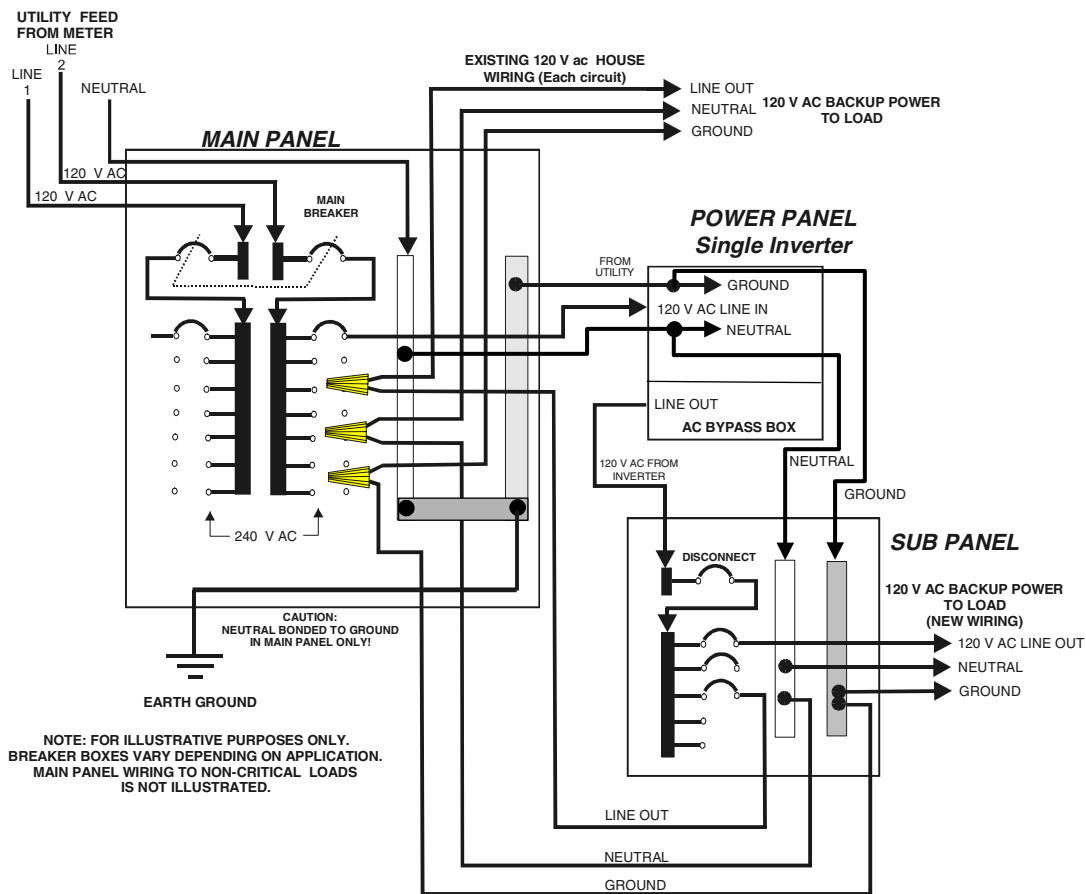 UTILITY FEED
FROM METER
LINE
2
LINE
1
NEUTRAL
EXISTING 120 V ac HOUSE
WIRING (Each circuit)
LINE OUT
NEUTRAL
GROUND
120 V AC BACKUP POWER
TO LOAD
MAIN PANEL
120 V AC
120 V AC
MAIN
BREAKER
POWER PANEL
Single Inverter
FROM
UTILITY
GROUND
120 V AC LINE IN
NEUTRAL
LINE OUT
AC BYPASS BOX
120 V AC FROM
INVERTER
NEUTRAL
GROUND
240 V AC
SUB PANEL
DISCONNECT
120 V AC BACKUP POWER
TO LOAD
(NEW WIRING)
120 V AC LINE OUT
NEUTRAL
GROUND
CAUTION:
NEUTRAL BONDED TO GROUND
IN MAIN PANEL ONLY!
EARTH GROUND
NOTE: FOR ILLUSTRATIVE PURPOSES ONLY.
BREAKER BOXES VARY DEPENDING ON APPLICATION.
MAIN PANEL WIRING TO NON-CRITICAL LOADS
IS NOT ILLUSTRATED.
LINE OUT
NEUTRAL
GROUND